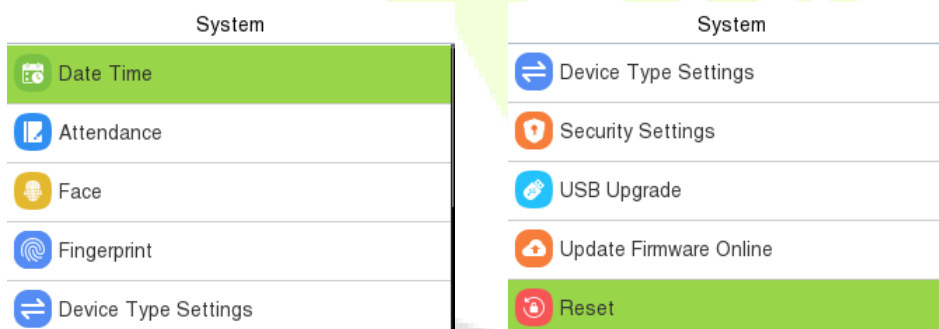 System
Date Time
Attendance
Face
Fingerprint
Device Type Settings
System
Device Type Settings
Security Settings
USB Upgrade
Update Firmware Online
Reset